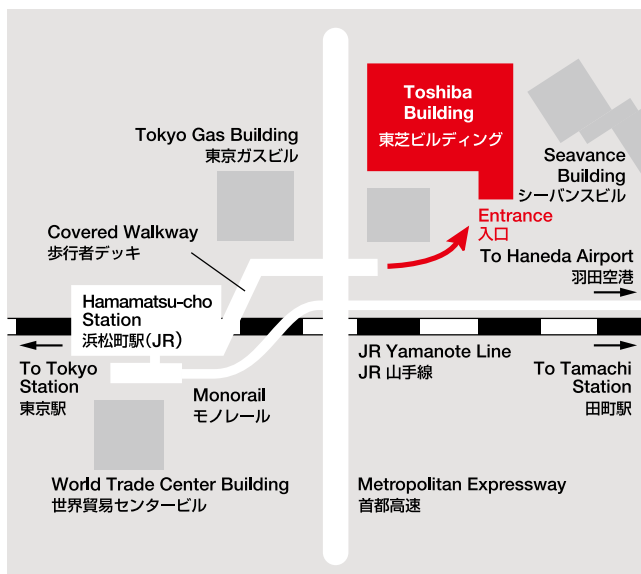 Toshiba
Building
東芝ビルディング
Tokyo Gas Building
東京ガスビル
Seavance
Building
シーバンスビル
Entrance
入口
Covered Walkway
歩行者デッキ
To Haneda Airport
羽田空港
Hamamatsu-cho
Station
浜松町駅(JR)
To Tokyo
Station
東京駅
JR Yamanote Line
JR 山手線
To Tamachi
Station
田町駅
Monorail
モノレール
World Trade Center Building
世界貿易センタービル
Metropolitan Expressway
首都高速